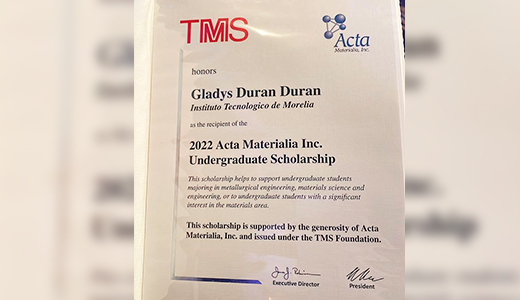 TMS
Acta
Materialia, Inc.
honors
Gladys Duran Duran
Instituto Tecnologico de Morelia
as the recipient of the
2022 Acta Materialia Inc.
Undergraduate Scholarship
This scholarship helps to support undergraduate students
majoring in metallurgical engineering, materials science and
engineering, or to undergraduate students with a significant
interest in the materials area.
This scholarship is supported by the generosity of Acta
Materialia, Inc. and issued under the TMS Foundation.
Executive Director
President